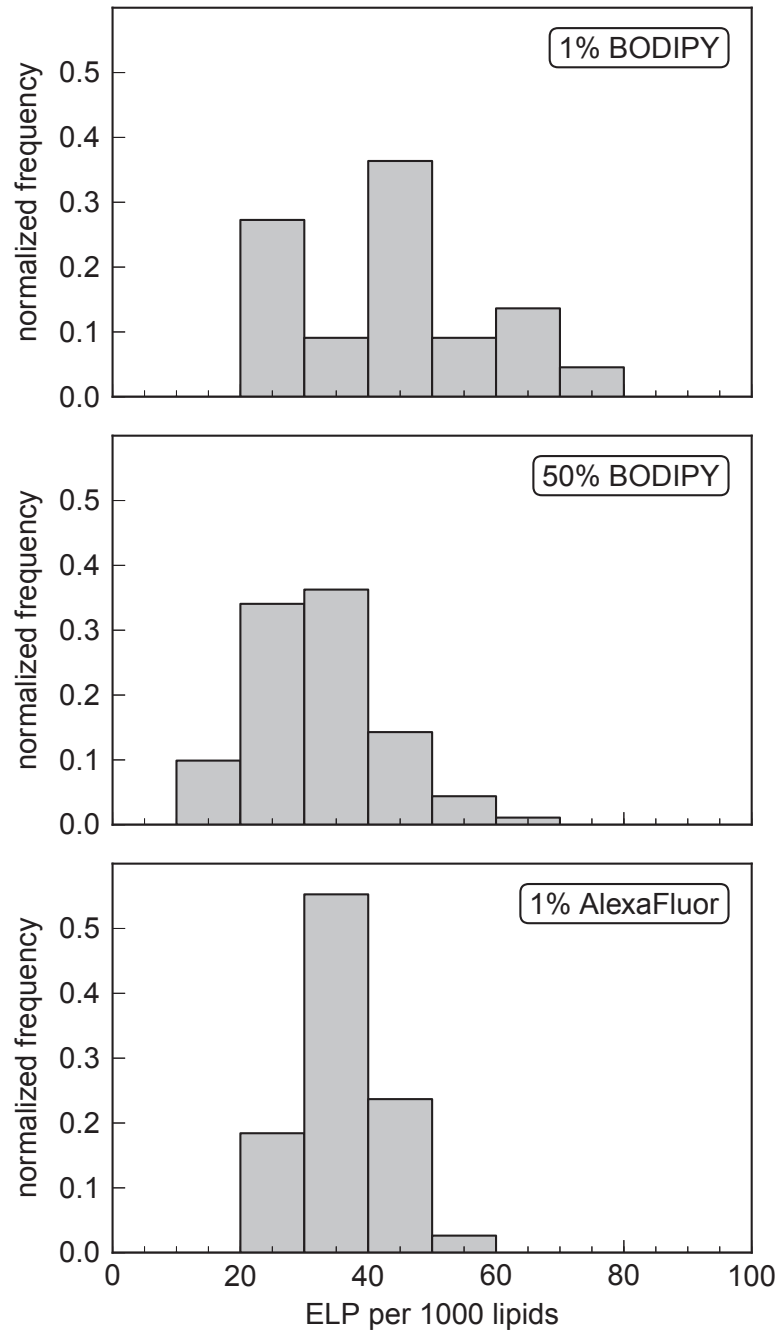 1% BODIPY
normalized frequency
0.5
0.4
0.3
0.2
0.1
0.0
50% BODIPY
normalized frequency
0.5
0.4
0.3
0.2
0.1
0.0
1% AlexaFluor
normalized frequency
0.5
0.4
0.3
0.2
0.1
0.0
0 20 40 60 80 100
ELP per 1000 lipids